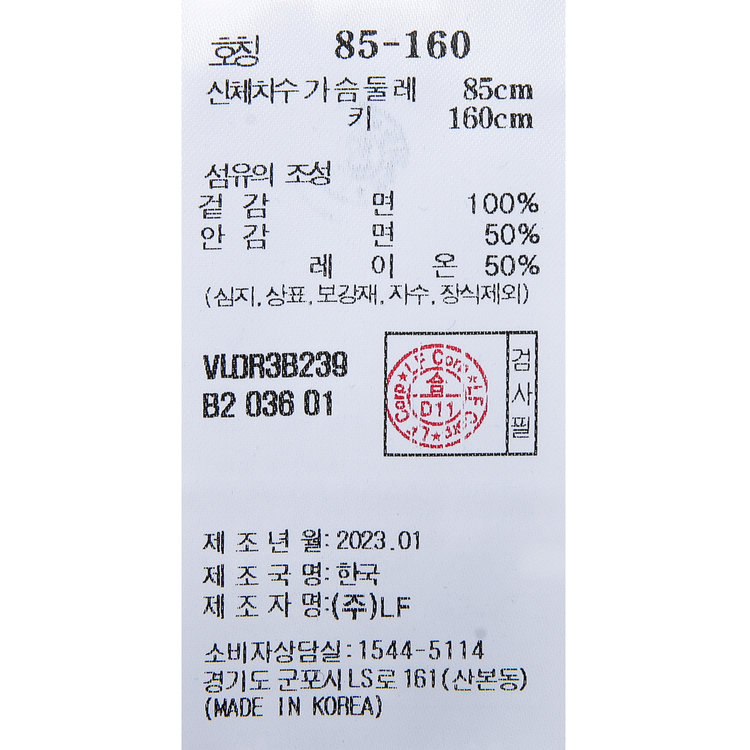 호칭 85-160
신체치수 가슴둘레 85cm
키 160cm
섬유의 조성
겉감 면 100%
안감 면 50%
레이온 50%
(심지,상표,보강재,자수,장식제외)
VLDR3B239
B2 036 01
LF Corp★LF C
Corp★
합
D11
검사필
제조년월:2023.01
제조국명:한국
제조자명:(주)LF
소비자상담실:1544-5114
경기도 군포시 LS로 161(산본동)
(MADE IN KOREA)